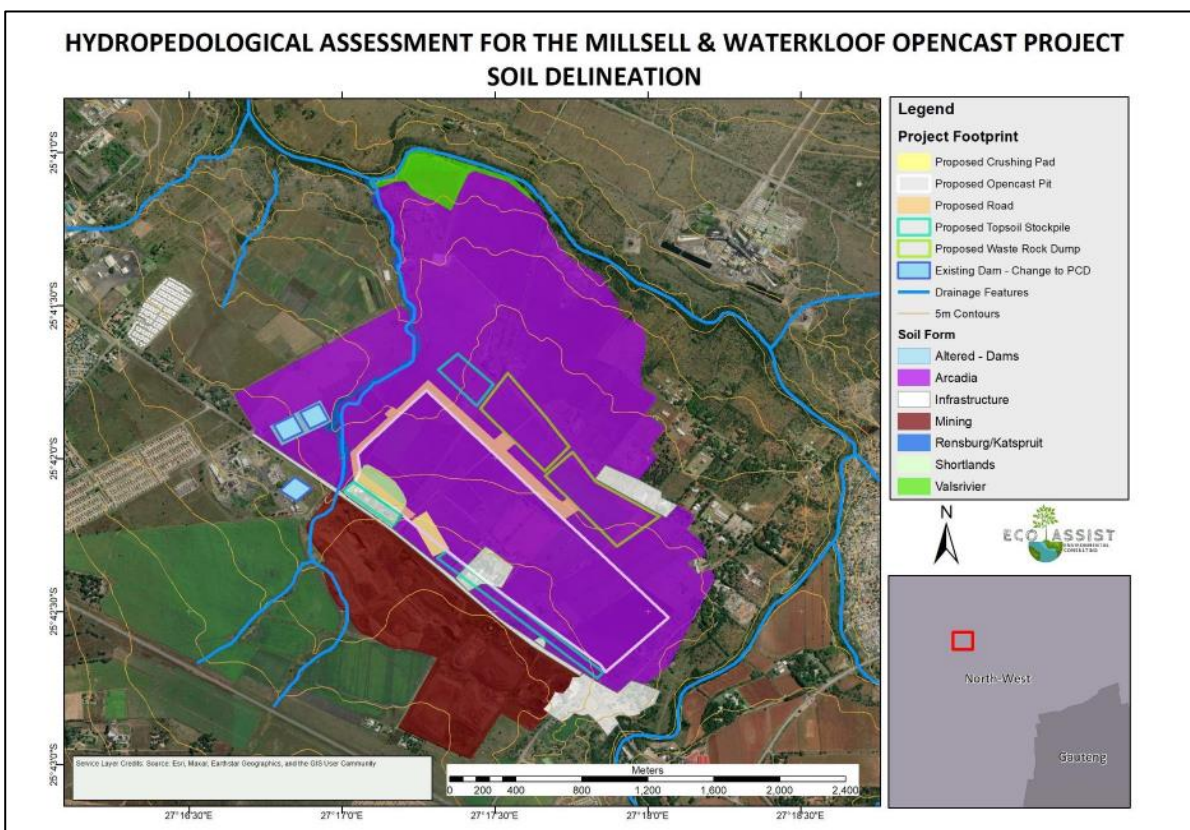 HYDROPEDOLOGICAL ASSESSMENT FOR THE MILLSELL & WATERKLOOF OPENCAST PROJECT
SOIL DELINEATION
25°41'0"S
25°41'30"S
25°42'0"S
25°42'30"S
25°43'0"S
27°16'30"E
27°17'0"E
27°17'30"E
27°18'0"E
27°18'30"E
Service Layer Credits: Source: Esri, Maxar, Earthstar Geographics, and the GIS User Community
Meters
0 200 400 800 1,200 1,600 2,000 2,400
Legend
Project Footprint
Proposed Crushing Pad
Proposed Opencast Pit
Proposed Road
Proposed Topsoil Stockpile
Proposed Waste Rock Dump
Existing Dam - Change to PCD
Drainage Features
5m Contours
Soil Form
Altered - Dams
Arcadia
Infrastructure
Mining
Rensburg/Katspruit
Shortlands
Valsrivier
N
ECO ASSIST
ENVIRONMENTAL
CONSULTING
North-West
Gauteng